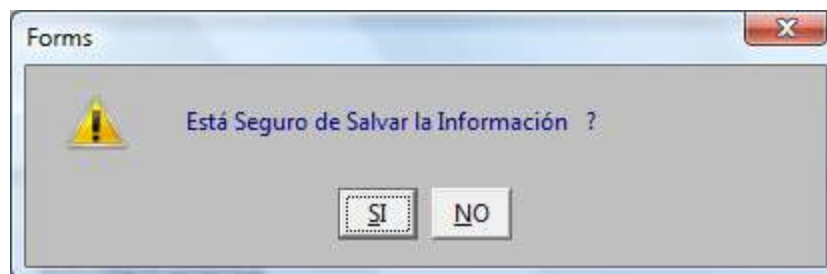 Forms
Está Seguro de Salvar la Información ?
SI
NO